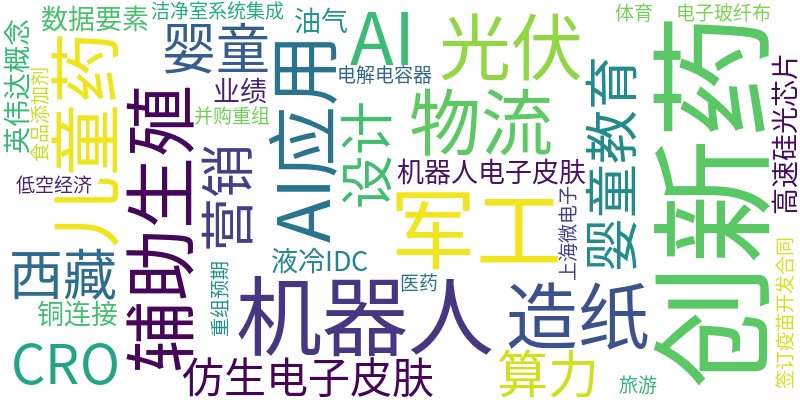 数据要素
洁净室系统集成
油气
AI
体育
电子玻纤布
英伟达概念
食品添加剂
儿童药
婴童
业绩
并购重组
AI应用
电解电容器
光伏
物流
设计
婴童教育
创新药
高速硅光芯片
低空经济
辅助生殖
营销
机器人电子皮肤
军工
上海微电子
西藏
铜连接
重组预期
液冷IDC
医药
机器人
造纸
CRO
仿生电子皮肤
算力
旅游
签订疫苗开发合同